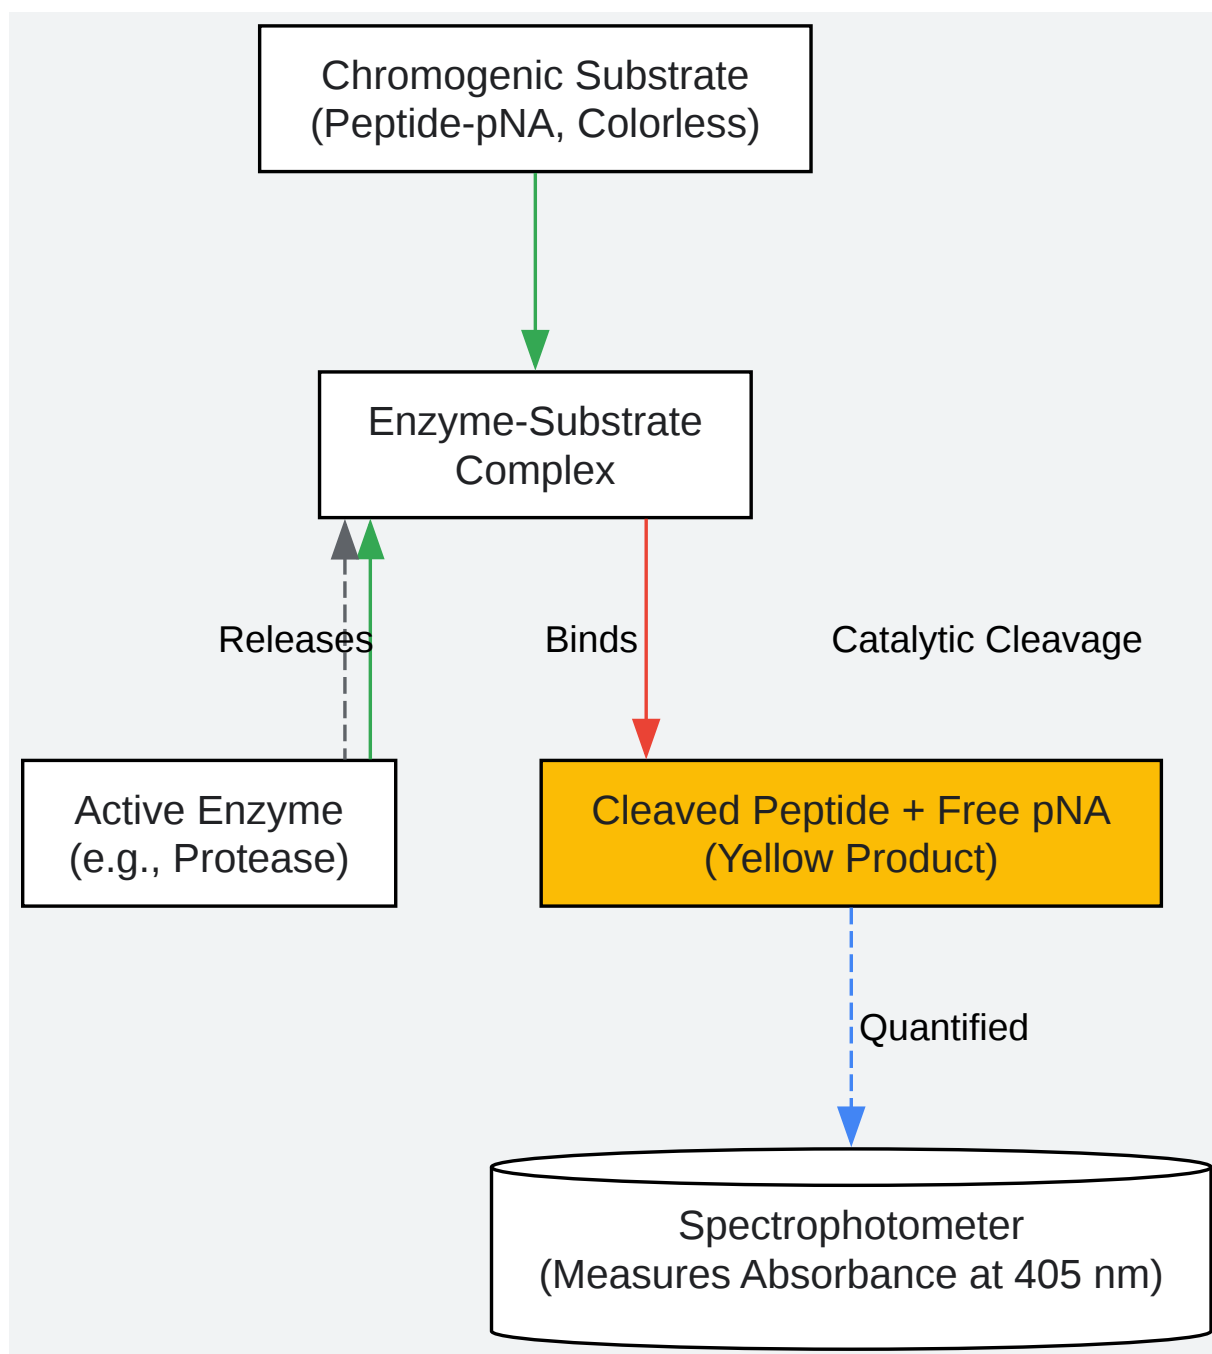 Chromogenic Substrate
(Peptide-pNA, Colorless)
Enzyme-Substrate
Complex
Releases
Binds
Catalytic Cleavage
Active Enzyme
(e.g., Protease)
Cleaved Peptide + Free pNA
(Yellow Product)
Quantified
Spectrophotometer
(Measures Absorbance at 405 nm)